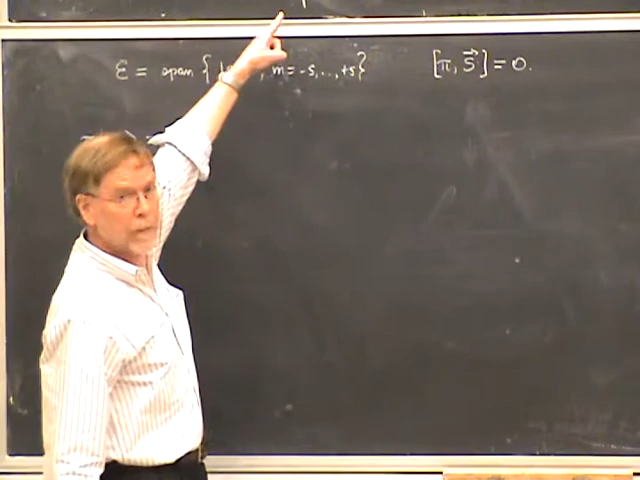 ℰ = span { | , m = -s, .., +s }    [π, S⃗] = 0.